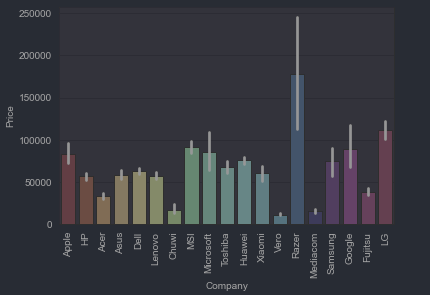 250000
200000
150000
100000
50000
0
Price
Apple
HP
Acer
Asus
Dell
Lenovo
Chuwi
MSI
Microsoft
Toshiba
Huawei
Xiaomi
Vero
Razer
Mediacom
Samsung
Google
Fujitsu
LG
Company